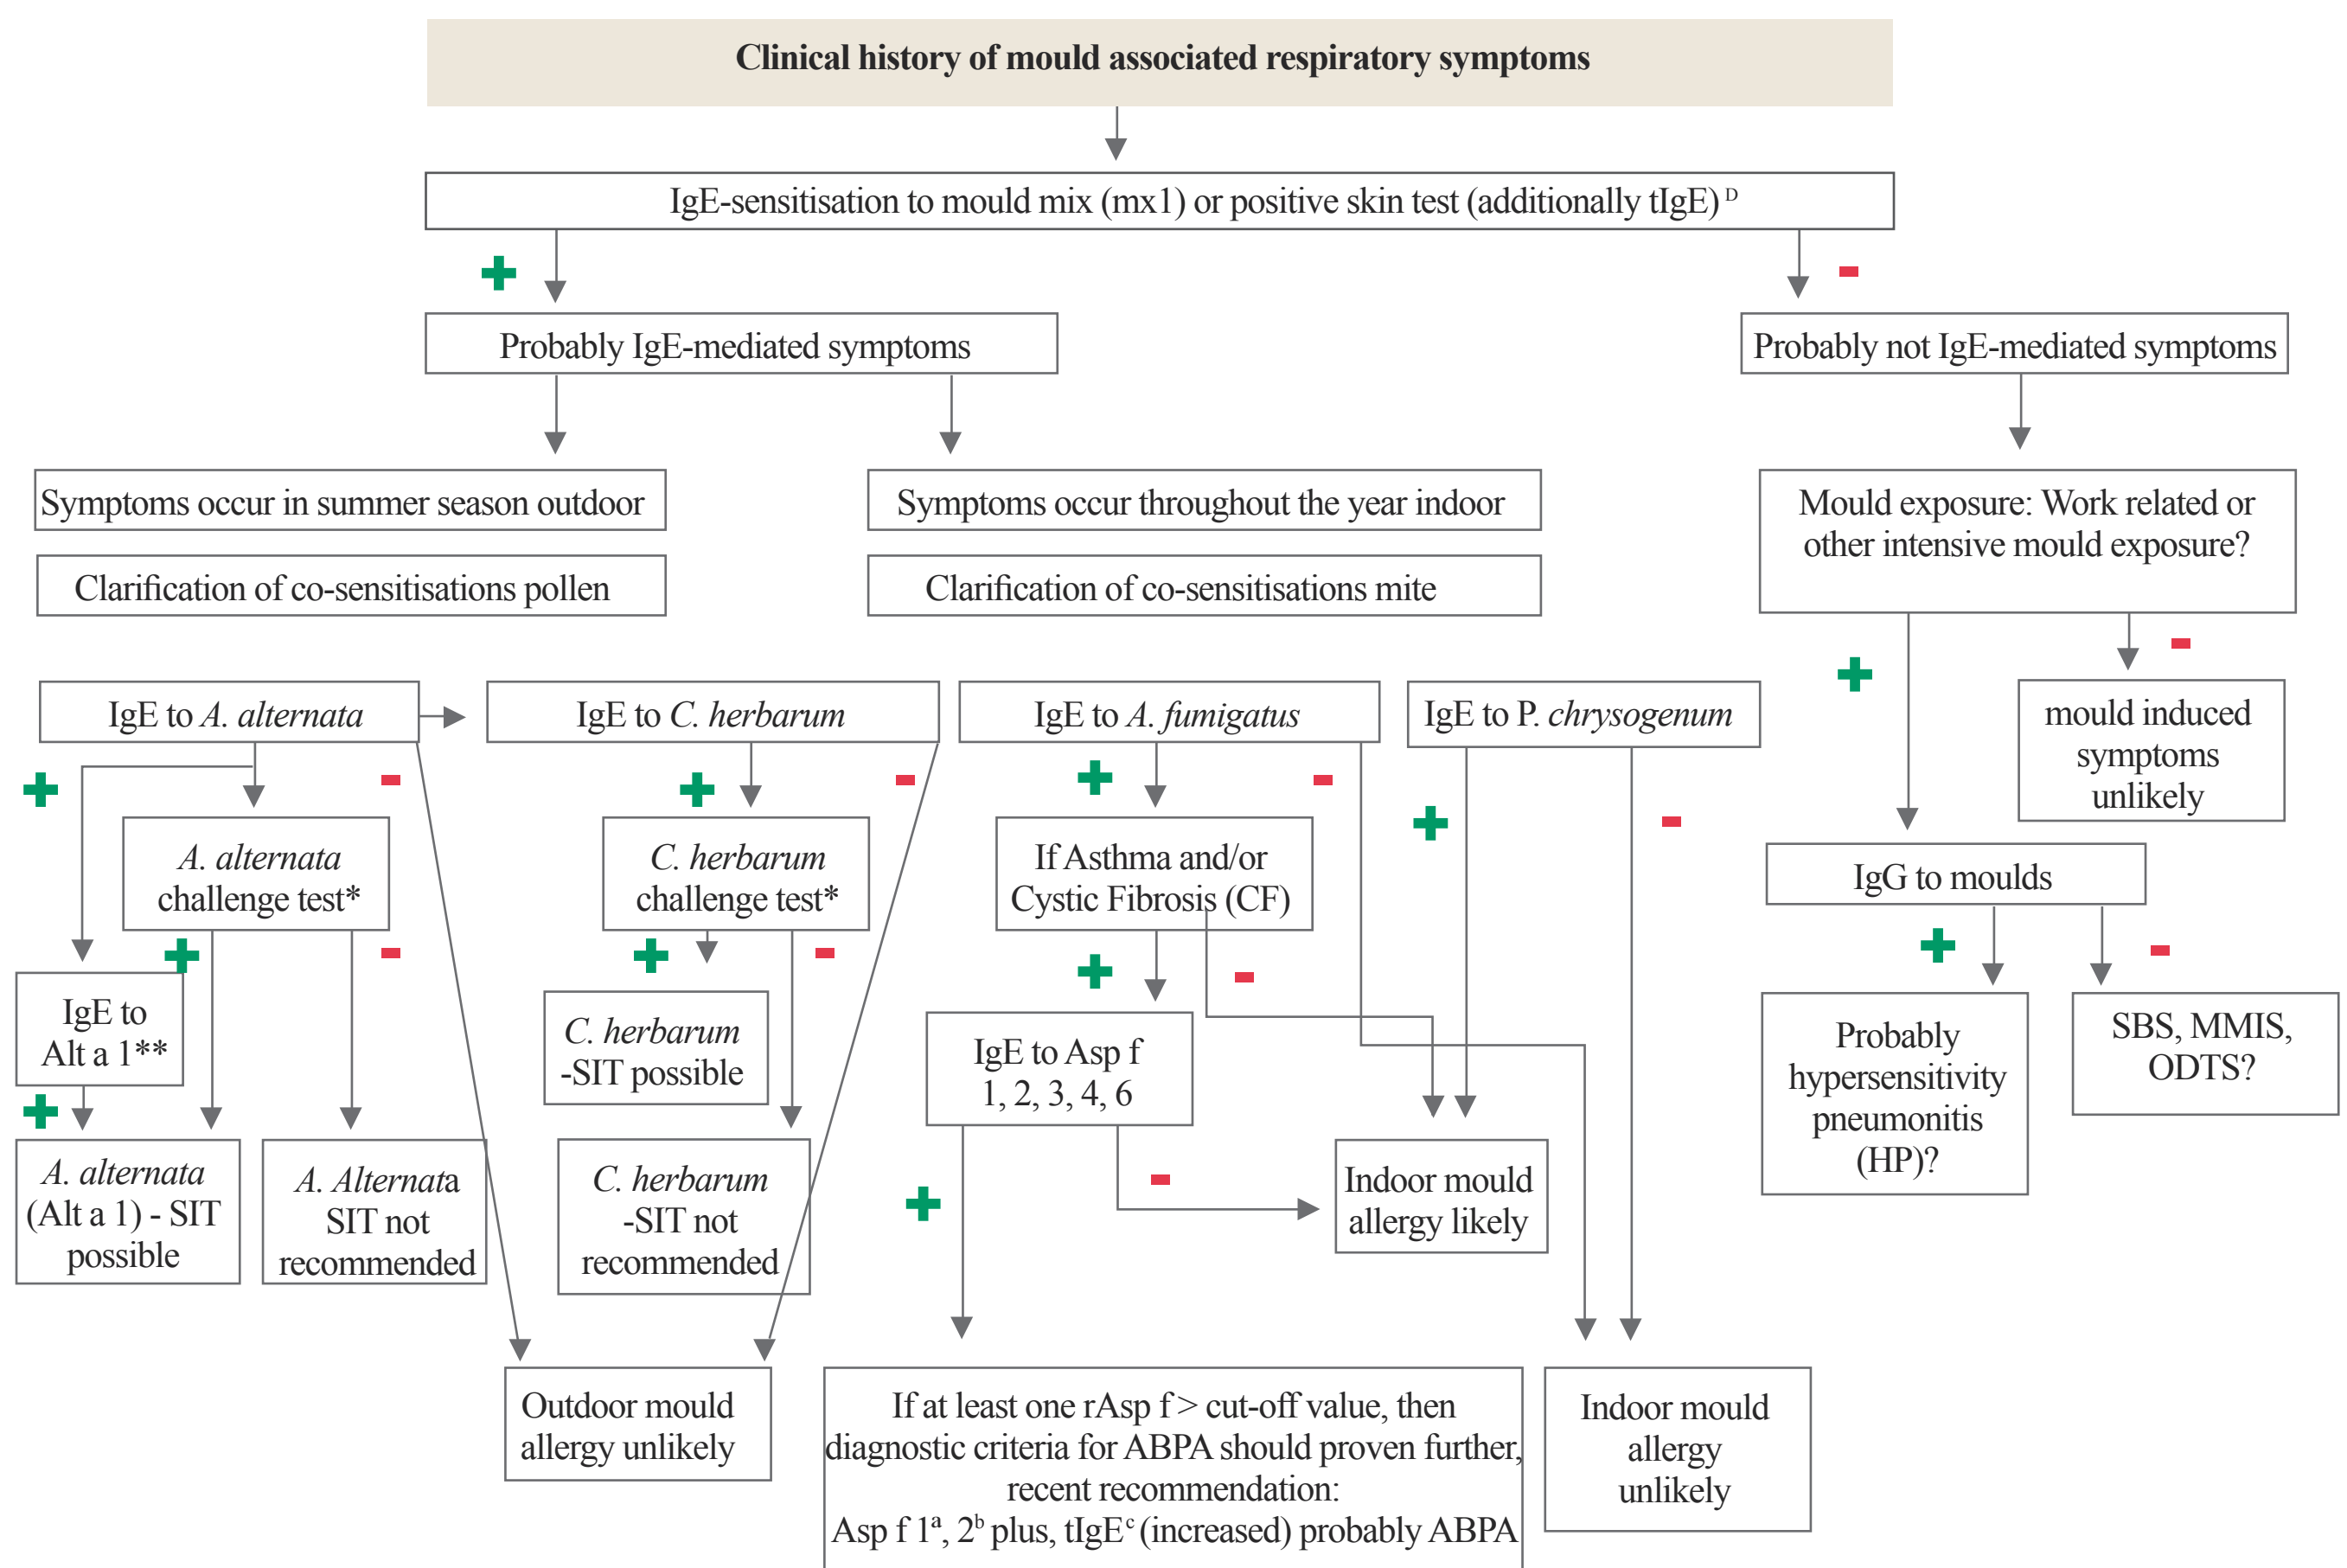 Clinical history of mould associated respiratory symptoms
IgE-sensitisation to mould mix (mx1) or positive skin test (additionally tIgE) ᴰ
+
-
Probably IgE-mediated symptoms
Probably not IgE-mediated symptoms
Symptoms occur in summer season outdoor
Symptoms occur throughout the year indoor
Mould exposure: Work related or
other intensive mould exposure?
Clarification of co-sensitisations pollen
Clarification of co-sensitisations mite
+
-
IgE to A. alternata
IgE to C. herbarum
IgE to A. fumigatus
IgE to P. chrysogenum
mould induced
symptoms
unlikely
+
-
+
-
+
-
+
-
A. alternata
challenge test*
C. herbarum
challenge test*
If Asthma and/or
Cystic Fibrosis (CF)
IgG to moulds
+
-
+
-
+
-
+
-
IgE to
Alt a 1**
C. herbarum
-SIT possible
IgE to Asp f
1, 2, 3, 4, 6
Probably
hypersensitivity
pneumonitis
(HP)?
SBS, MMIS,
ODTS?
+
+
-
A. alternata
(Alt a 1) - SIT
possible
A. Alternata
SIT not
recommended
C. herbarum
-SIT not
recommended
Indoor mould
allergy likely
Outdoor mould
allergy unlikely
If at least one rAsp f > cut-off value, then
diagnostic criteria for ABPA should proven further,
recent recommendation:
Asp f 1ᵃ, 2ᵇ plus, tIgEᶜ (increased) probably ABPA
Indoor mould
allergy
unlikely